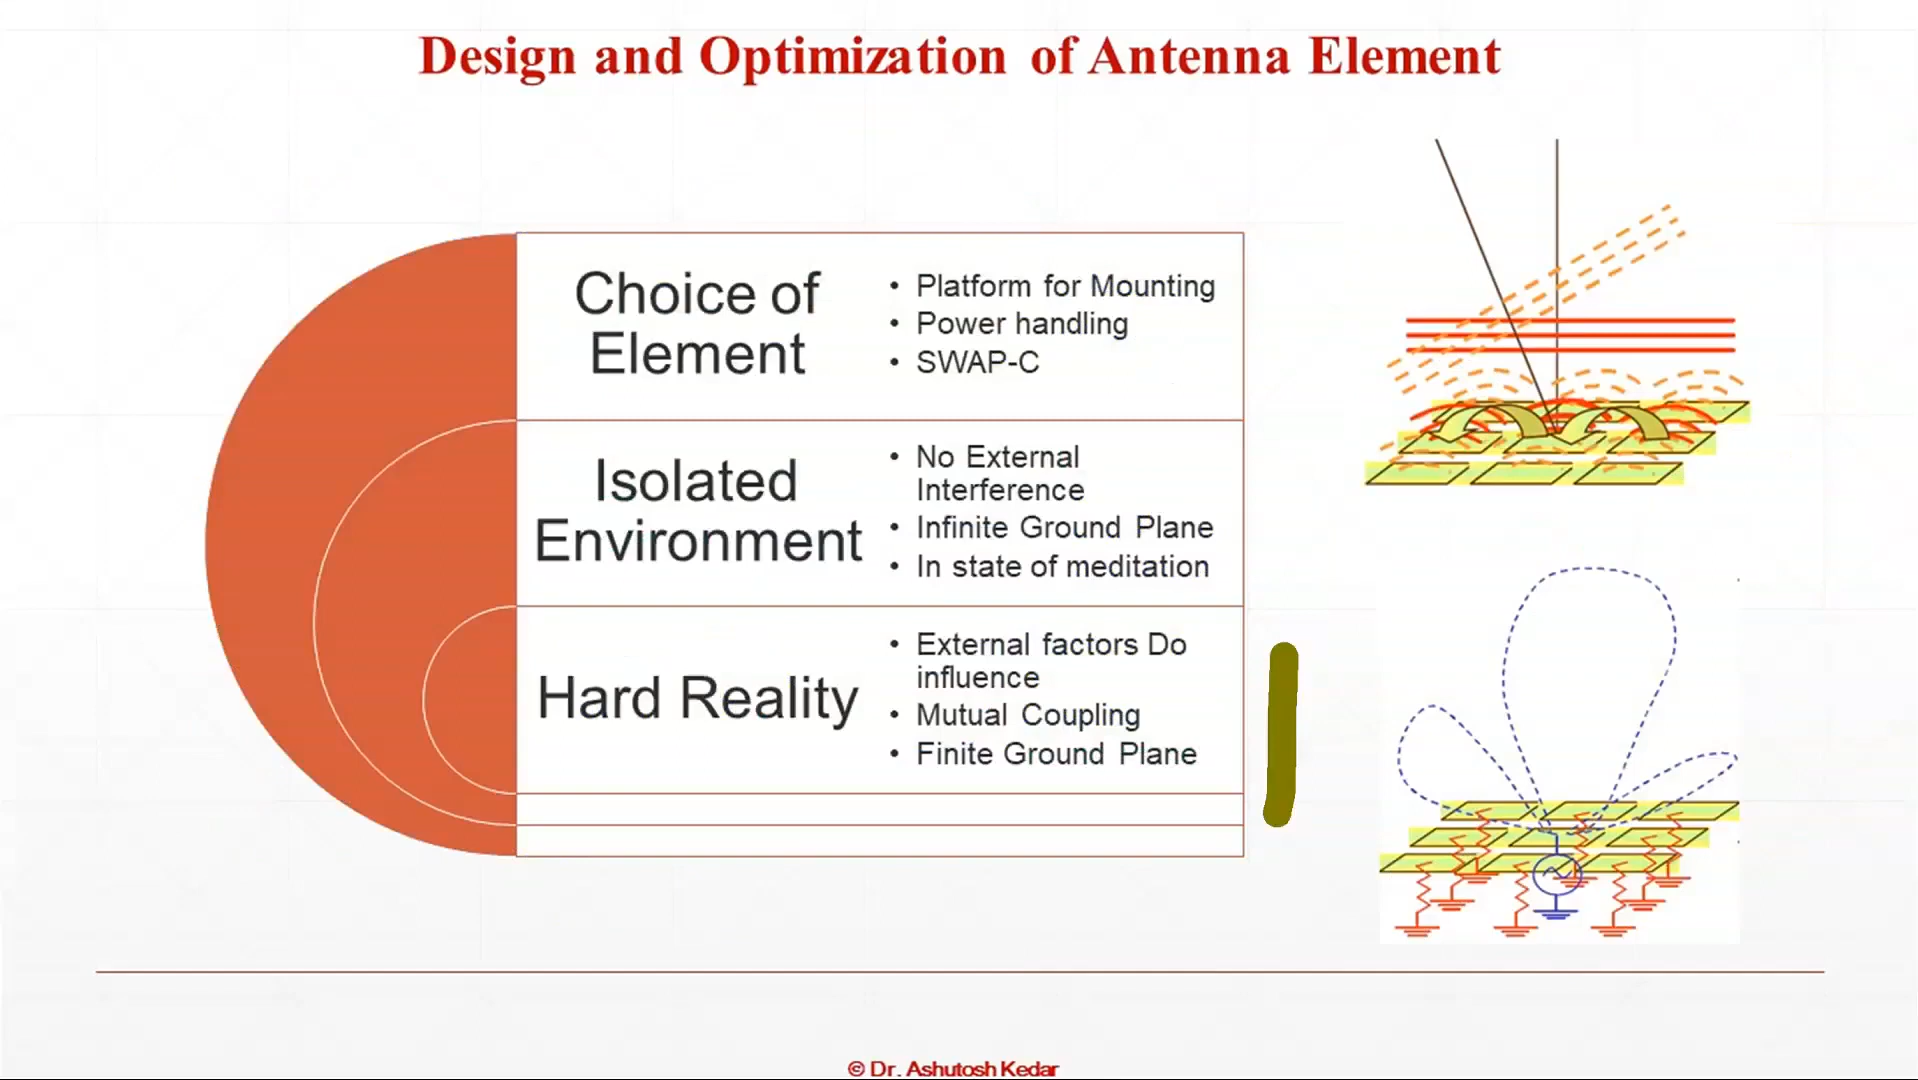 Design and Optimization of Antenna Element
Choice of
Element
• Platform for Mounting
• Power handling
• SWAP-C
Isolated
Environment
• No External
Interference
• Infinite Ground Plane
• In state of meditation
Hard Reality
• External factors Do
influence
• Mutual Coupling
• Finite Ground Plane
© Dr. Ashutosh Kedar